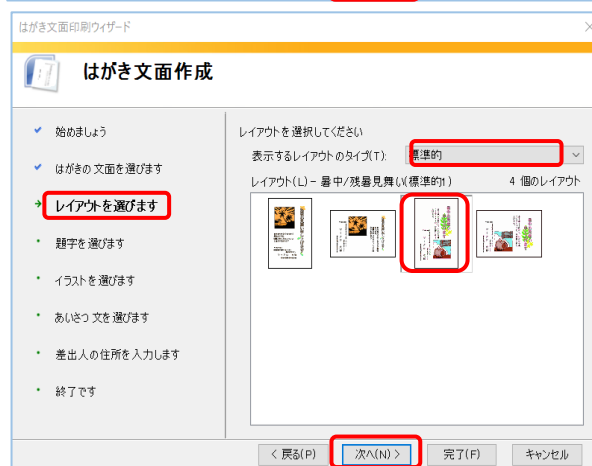 はがき文面印刷ウィザード
はがき文面作成
始めましょう
はがきの文面を選びます
レイアウトを選びます
題字を選びます
イラストを選びます
あいさつ文を選びます
差出人の住所を入力します
終了です
レイアウトを選択してください
表示するレイアウトのタイプ(T):
標準的
レイアウト(L) - 暑中/残暑見舞い(標準的1)
4 個のレイアウト
< 戻る(P)
次へ(N) >
完了(F)
キャンセル